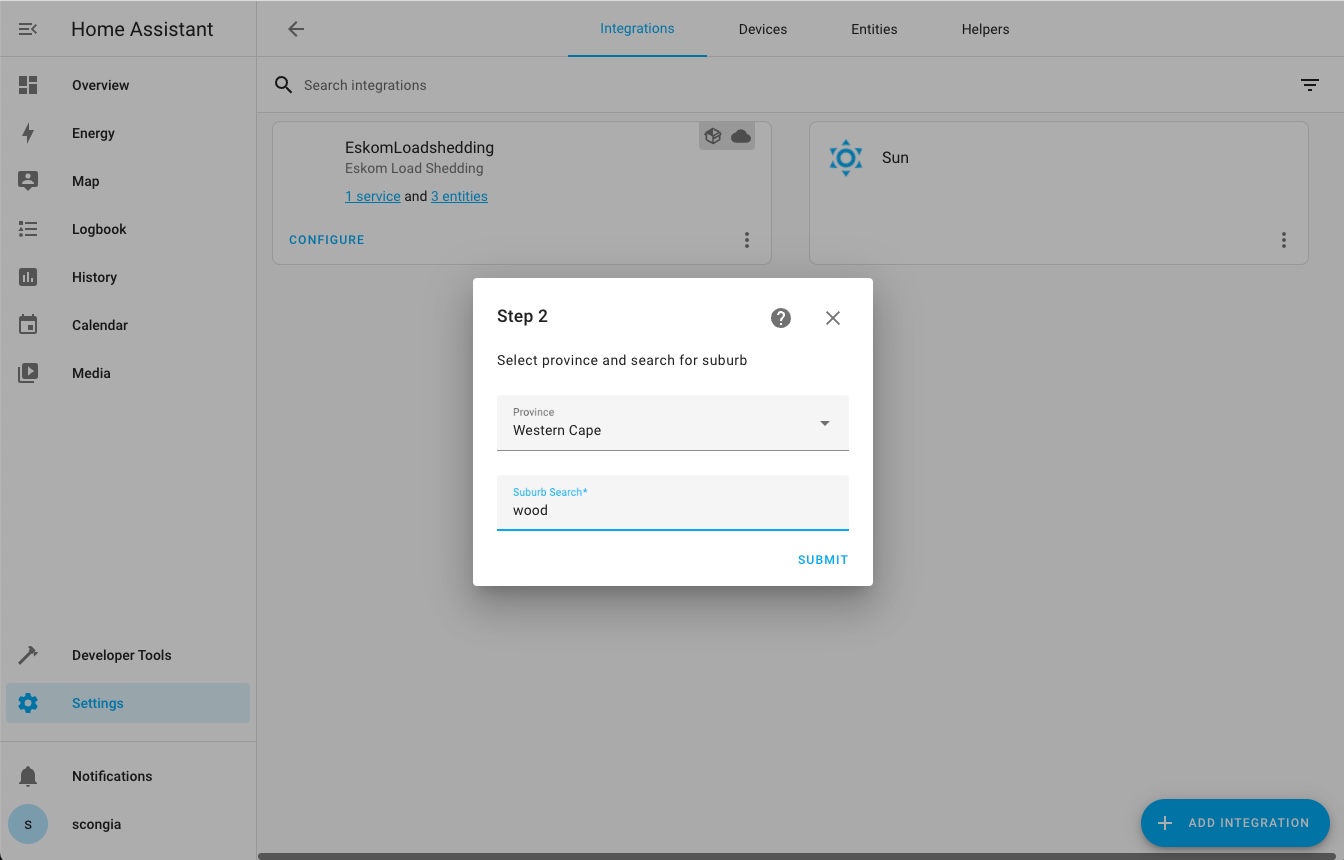 Home Assistant
Integrations
Devices
Entities
Helpers
Overview
Energy
Map
Logbook
History
Calendar
Media
Developer Tools
Settings
Notifications
s
scongia
Search integrations
EskomLoadshedding
Eskom Load Shedding
1 service and 3 entities
CONFIGURE
Sun
Step 2
Select province and search for suburb
Province
Western Cape
Suburb Search*
wood
SUBMIT
ADD INTEGRATION